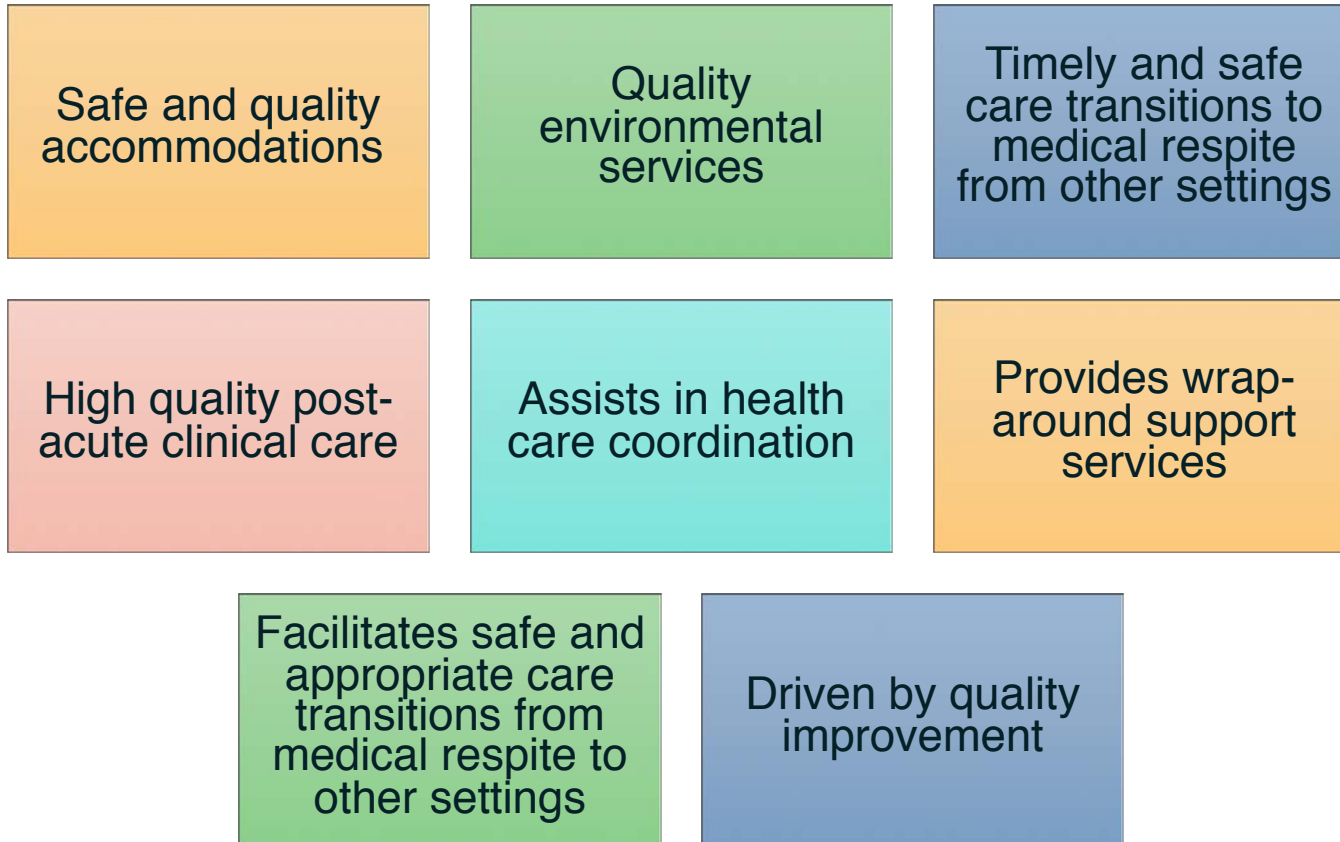 Safe and quality
accommodations
Quality
environmental
services
Timely and safe
care transitions to
medical respite
from other settings
High quality post-
acute clinical care
Assists in health
care coordination
Provides wrap-
around support
services
Facilitates safe and
appropriate care
transitions from
medical respite to
other settings
Driven by quality
improvement